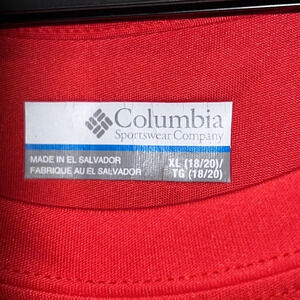 Columbia
Sportswear Company
MADE IN EL SALVADOR
FABRIQUE AU EL SALVADOR
XL (18/20)/
TG (18/20)